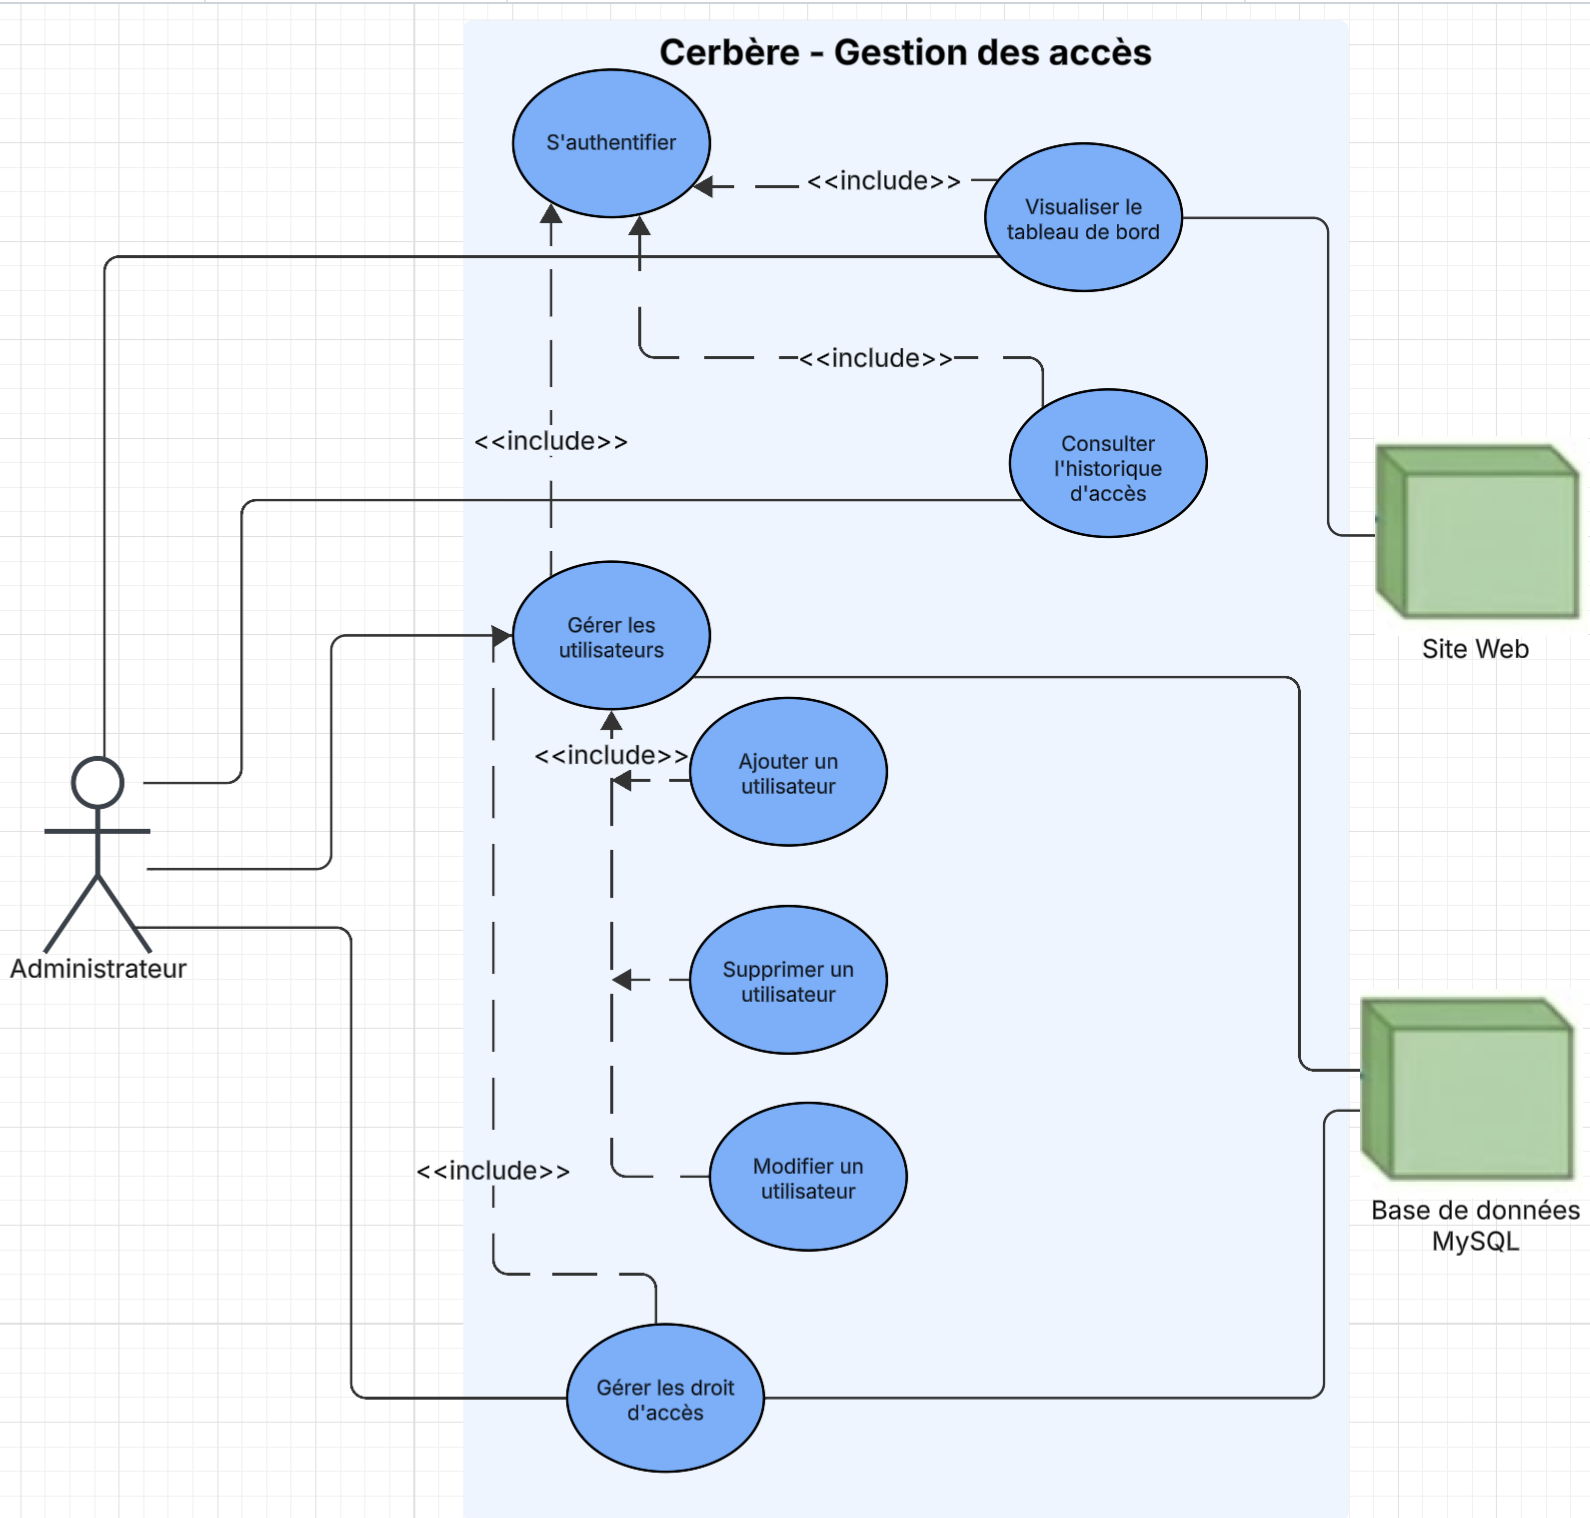 Cerbère - Gestion des accès
S'authentifier
<<include>>
Visualiser le
tableau de bord
<<include>>
<<include>>
Consulter
l'historique
d'accès
Gérer les
utilisateurs
Site Web
<<include>>
Ajouter un
utilisateur
Administrateur
Supprimer un
utilisateur
<<include>>
Modifier un
utilisateur
Base de données
MySQL
Gérer les droit
d'accès